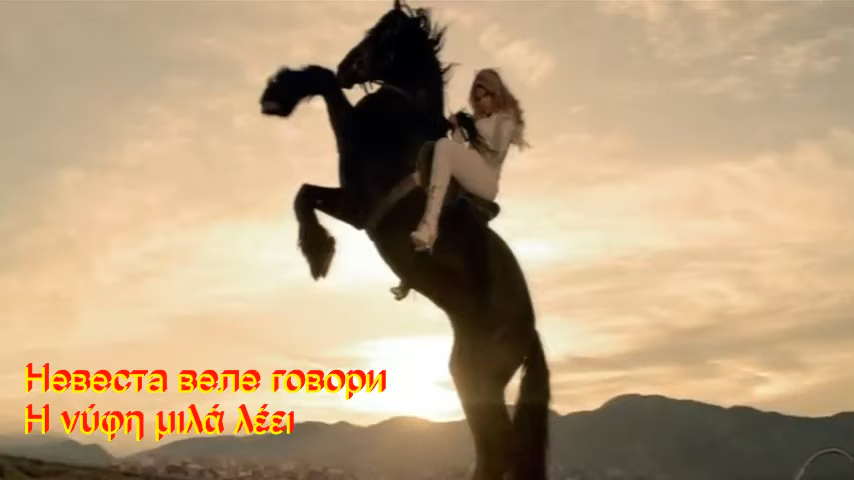 Невеста веле говори
Η νύφη μιλά λέει